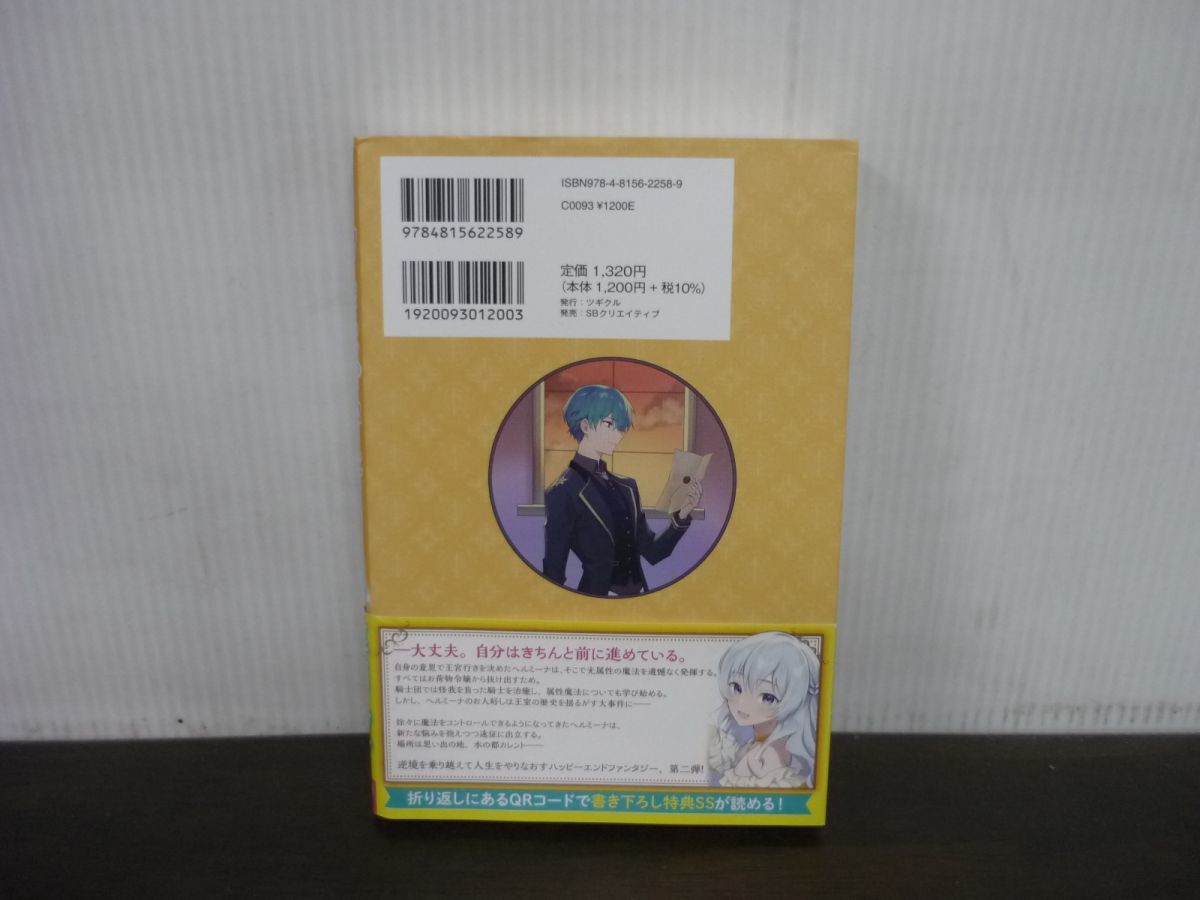 ISBN978-4-8156-2258-9
C0093 ¥1200E
9784815622589
定価 1,320円
（本体 1,200円＋税10%）
発行：ツギクル
発売：SBクリエイティブ
1920093012003
―大丈夫。自分はきちんと前に進めている。
自身の意思で王宮行きを決めたヘルミーナは、そこで光属性の魔法を遺憾なく発揮する。
すべてはお荷物令嬢から抜け出すため。
騎士団では怪我を負った騎士を治癒し、属性魔法についても学び始める。
しかし、ヘルミーナのお人好しは王室の歴史を揺るがす大事件に――
徐々に魔法をコントロールできるようになってきたヘルミーナは、
新たな悩みを抱えつつ遠征に出立する。
場所は思い出の地、水の都カレント――
逆境を乗り越えて人生をやりなおすハッピーエンドファンタジー、第二弾！
折り返しにあるQRコードで書き下ろし特典SSが読める！